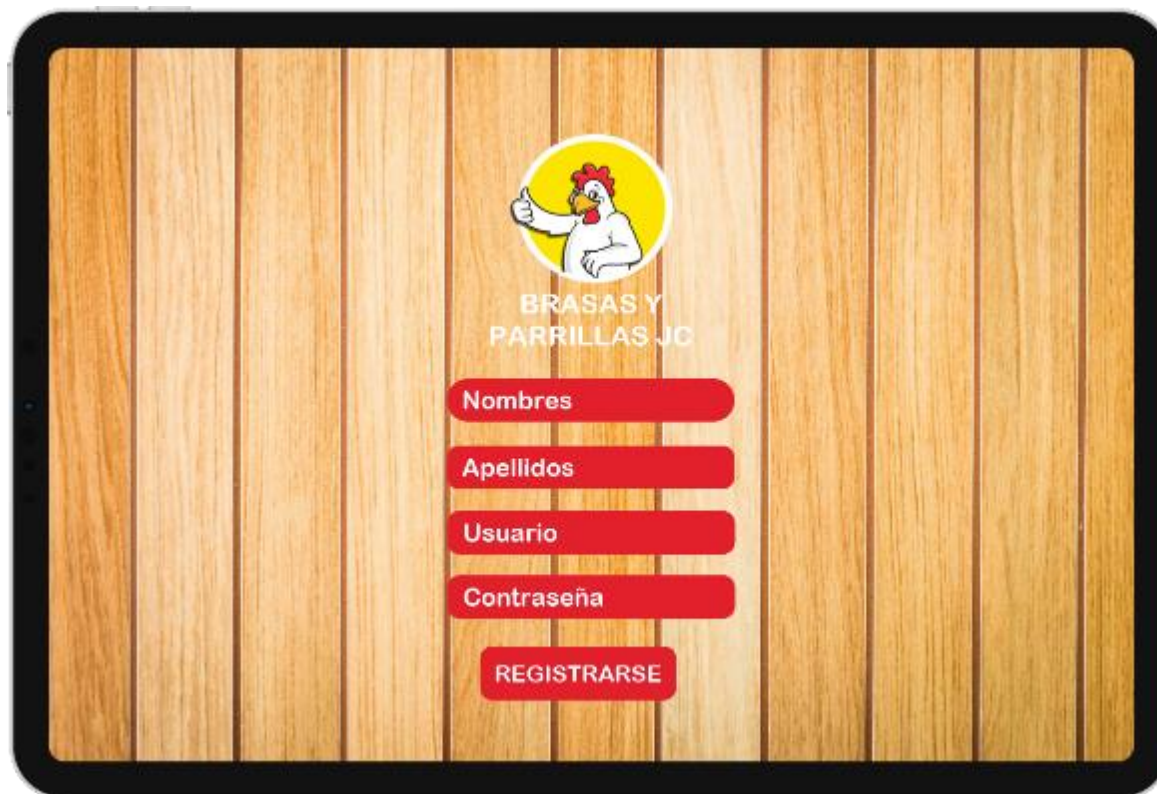 BRASAS Y
PARRILLAS JC
Nombres
Apellidos
Usuario
Contraseña
REGISTRARSE